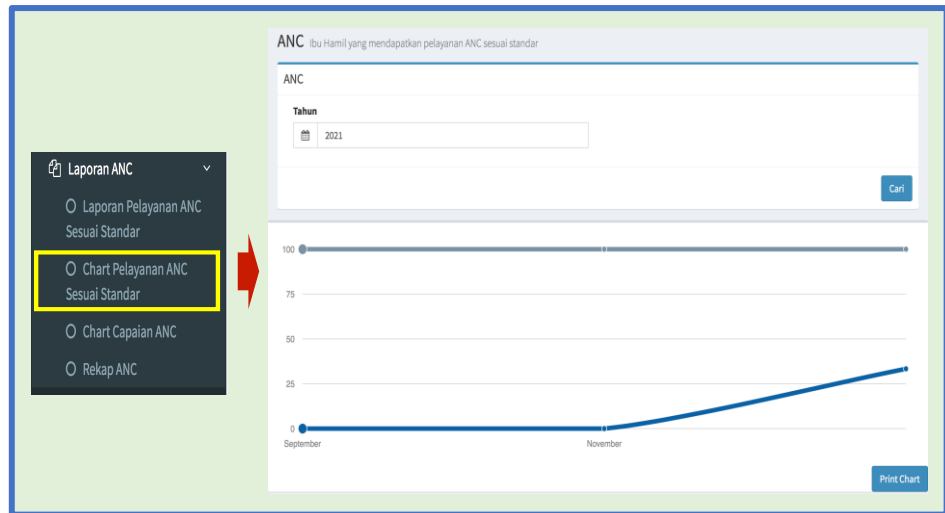 ANC Ibu Hamil yang mendapatkan pelayanan ANC sesuai standar
ANC
Tahun
2021
Cari
Laporan ANC
Laporan Pelayanan ANC
Sesuai Standar
Chart Pelayanan ANC
Sesuai Standar
Chart Capaian ANC
Rekap ANC
100
75
50
25
0
September
November
Print Chart